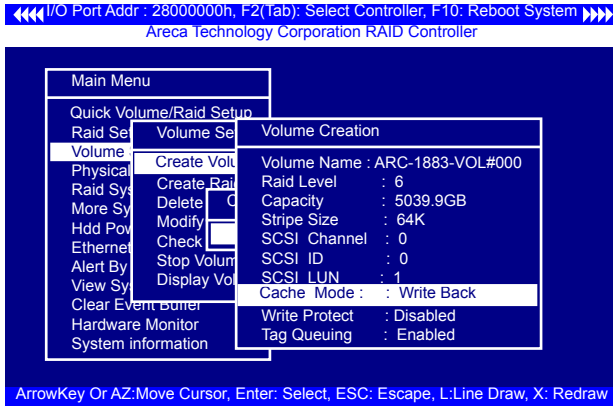 I/O Port Addr : 28000000h, F2(Tab): Select Controller, F10: Reboot System
Areca Technology Corporation RAID Controller
Main Menu
Quick Volume/Raid Setup
Raid Set
Volume
Physical
Raid Sys
More Sy
Hdd Pow
Ethernet
Alert By
View Sys
Clear Event Buffer
Hardware Monitor
System information
Volume Se
Create Volu
Create Rai
Delete
Modify
Check
Stop Volum
Display Vol
C
Volume Creation
Volume Name : ARC-1883-VOL#000
Raid Level : 6
Capacity : 5039.9GB
Stripe Size : 64K
SCSI Channel : 0
SCSI ID : 0
SCSI LUN : 1
Cache Mode : : Write Back
Write Protect : Disabled
Tag Queuing : Enabled
ArrowKey Or AZ:Move Cursor, Enter: Select, ESC: Escape, L:Line Draw, X: Redraw